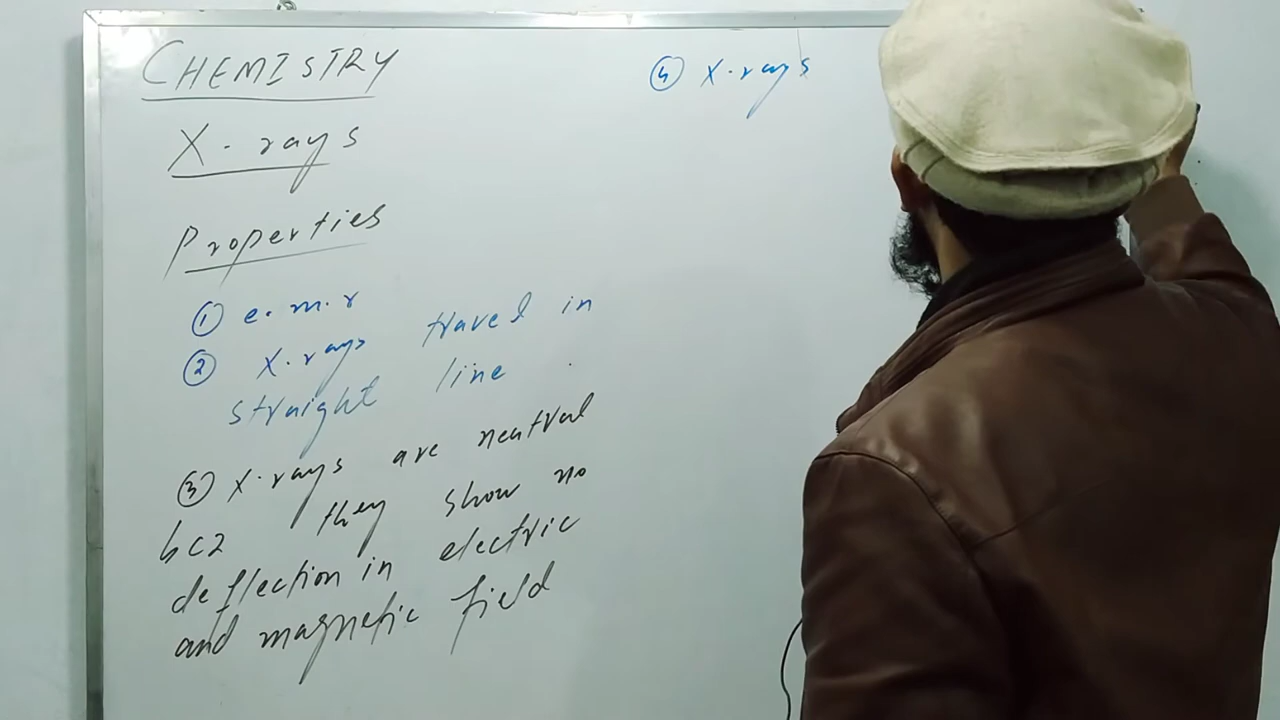 CHEMISTRY
X-rays
Properties
① e.m.r
② X-rays travel in
straight line
③ X-rays are neutral
bcz they show no
deflection in electric
and magnetic field
④ X-rays